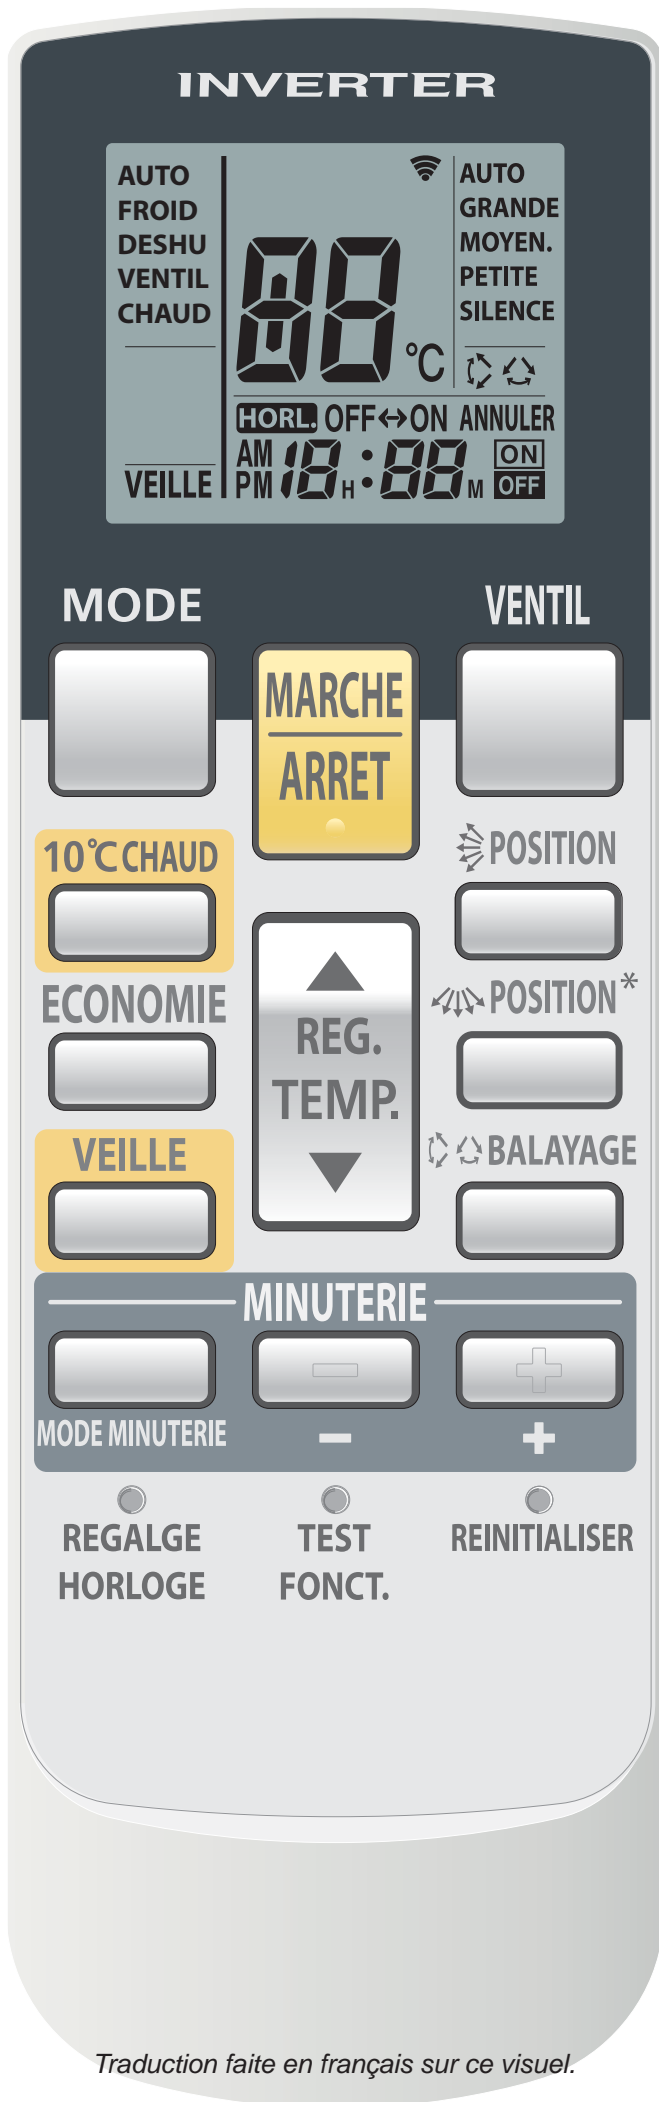 INVERTER
AUTO
FROID
DESHU
VENTIL
CHAUD
VEILLE
88
°C
AUTO
GRANDE
MOYEN.
PETITE
SILENCE
HORL. OFF↔ON ANNULER
AM
PM 18 H : 88 M
ON
OFF
MODE
VENTIL
MARCHE
ARRET
10°C CHAUD
POSITION
ECONOMIE
REG.
TEMP.
POSITION*
VEILLE
BALAYAGE
MINUTERIE
MODE MINUTERIE
−
+
REGALGE
HORLOGE
TEST
FONCT.
REINITIALISER
Traduction faite en français sur ce visuel.